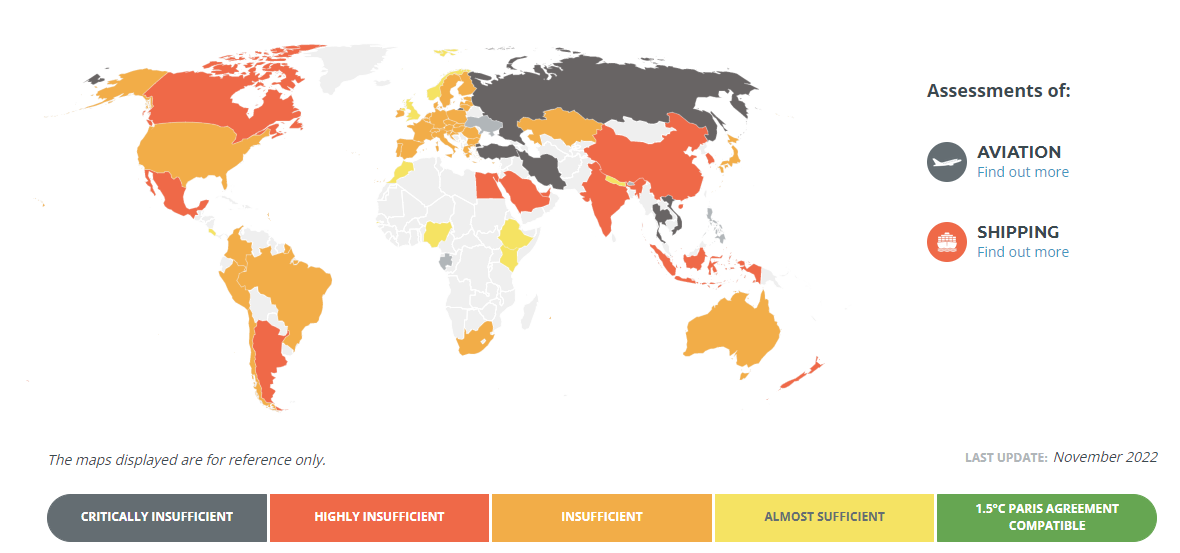 Assessments of:
AVIATION
Find out more
SHIPPING
Find out more
The maps displayed are for reference only.
LAST UPDATE: November 2022
CRITICALLY INSUFFICIENT
HIGHLY INSUFFICIENT
INSUFFICIENT
ALMOST SUFFICIENT
1.5°C PARIS AGREEMENT
COMPATIBLE